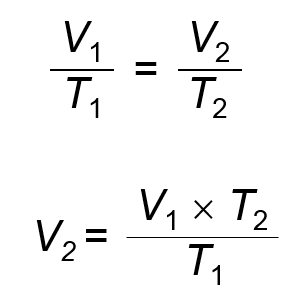 V₁/T₁ = V₂/T₂
V₂ = V₁ × T₂/T₁